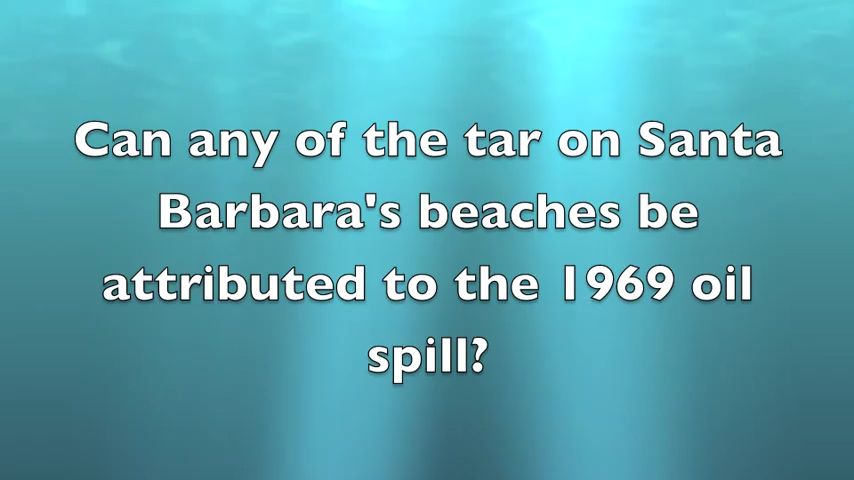 Can any of the tar on Santa
Barbara's beaches be
attributed to the 1969 oil
spill?